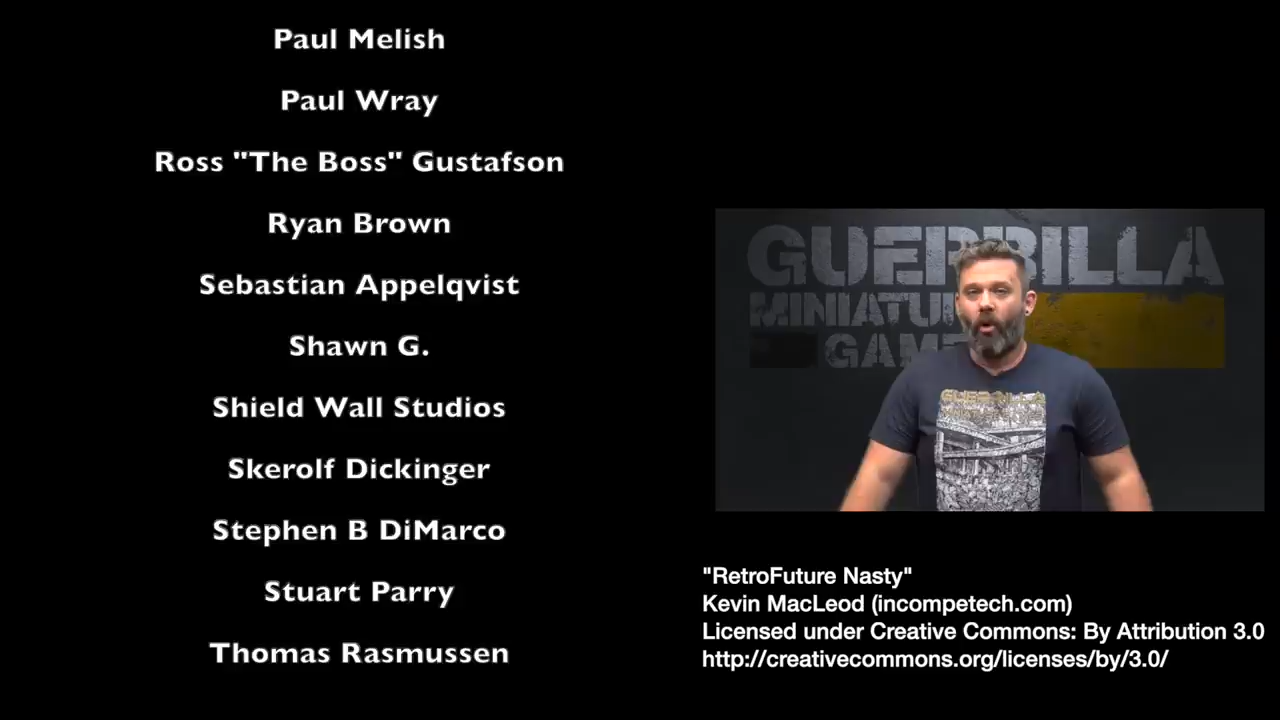 Paul Melish
Paul Wray
Ross "The Boss" Gustafson
Ryan Brown
Sebastian Appelqvist
Shawn G.
Shield Wall Studios
Skerolf Dickinger
Stephen B DiMarco
Stuart Parry
Thomas Rasmussen
GUERRILLA
GUERRILLA
"RetroFuture Nasty"
Kevin MacLeod (incompetech.com)
Licensed under Creative Commons: By Attribution 3.0
http://creativecommons.org/licenses/by/3.0/